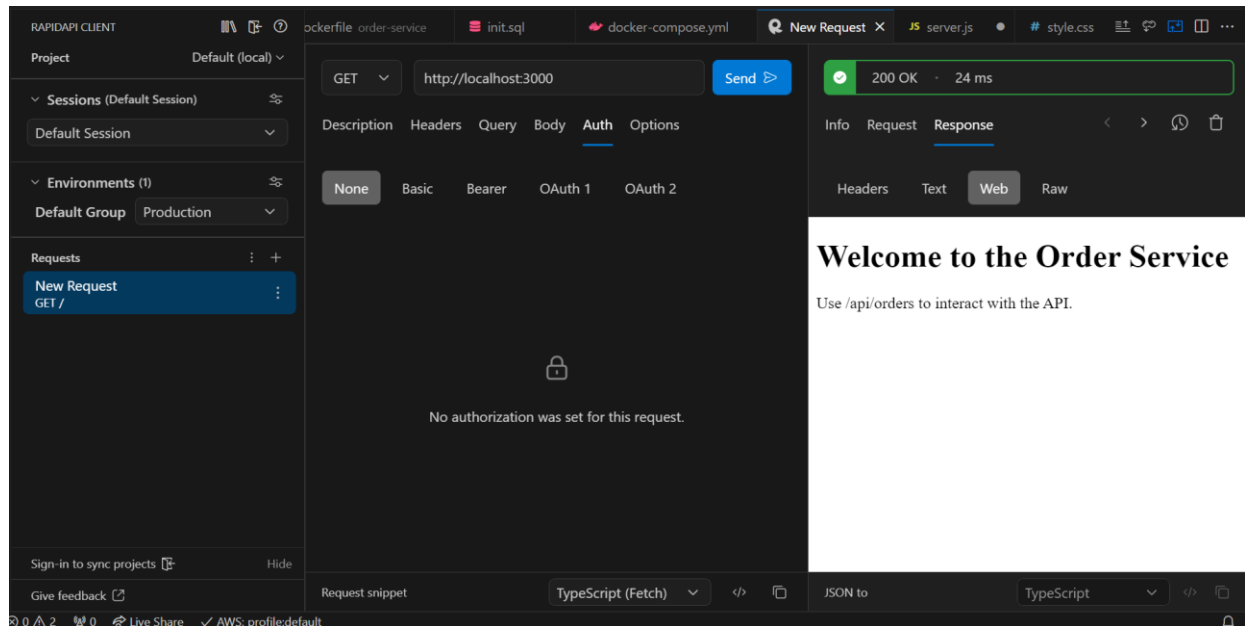 RAPIDAPI CLIENT
Project Default (local)
Sessions (Default Session)
Default Session
Environments (1)
Default Group Production
Requests
New Request
GET /
Sign-in to sync projects Hide
Give feedback
ockerfile order-service init.sql docker-compose.yml New Request JS server.js # style.css
GET http://localhost:3000 Send
Description Headers Query Body Auth Options
None Basic Bearer OAuth 1 OAuth 2
No authorization was set for this request.
Request snippet TypeScript (Fetch) </>
200 OK · 24 ms
Info Request Response
Headers Text Web Raw
Welcome to the Order Service
Use /api/orders to interact with the API.
JSON to TypeScript </>
0 2 0 Live Share AWS: profile:default